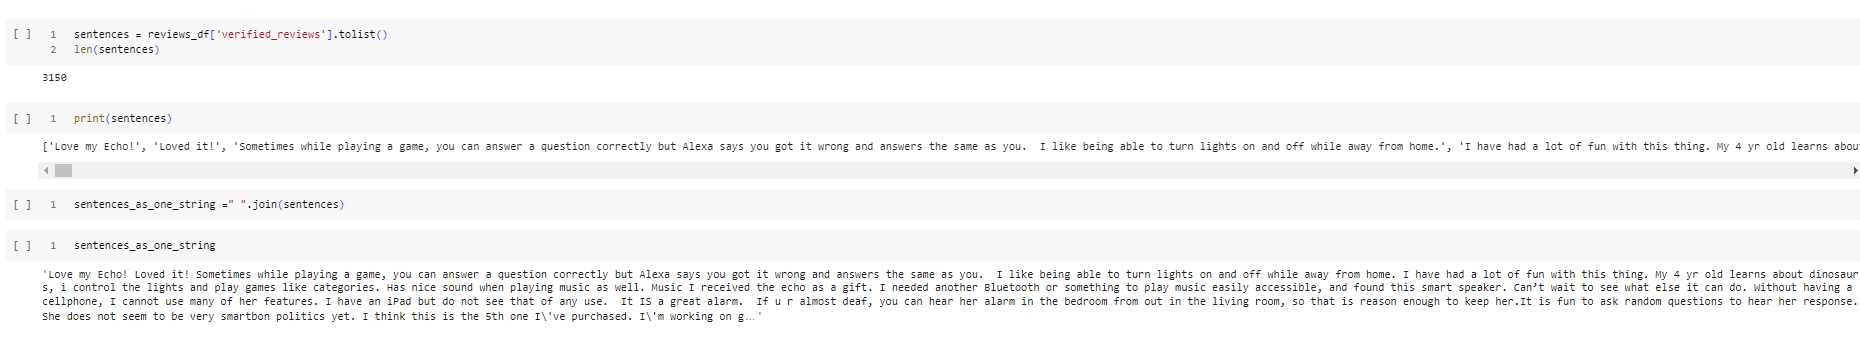 [ ] 1 sentences = reviews_df['verified_reviews'].tolist()
2 len(sentences)
3150
[ ] 1 print(sentences)
['Love my Echo!', 'Loved it!', 'Sometimes while playing a game, you can answer a question correctly but Alexa says you got it wrong and answers the same as you.  I like being able to turn lights on and off while away from home.', 'I have had a lot of fun with this thing. My 4 yr old learns abou
[ ] 1 sentences_as_one_string =" ".join(sentences)
[ ] 1 sentences_as_one_string
'Love my Echo! Loved it! Sometimes while playing a game, you can answer a question correctly but Alexa says you got it wrong and answers the same as you.  I like being able to turn lights on and off while away from home. I have had a lot of fun with this thing. My 4 yr old learns about dinosaur
s, i control the lights and play games like categories. Has nice sound when playing music as well. Music I received the echo as a gift. I needed another Bluetooth or something to play music easily accessible, and found this smart speaker. Can’t wait to see what else it can do. Without having a
cellphone, I cannot use many of her features. I have an iPad but do not see that of any use.  It IS a great alarm.  If u r almost deaf, you can hear her alarm in the bedroom from out in the living room, so that is reason enough to keep her.It is fun to ask random questions to hear her response.
She does not seem to be very smartbon politics yet. I think this is the 5th one I\'ve purchased. I\'m working on g…'